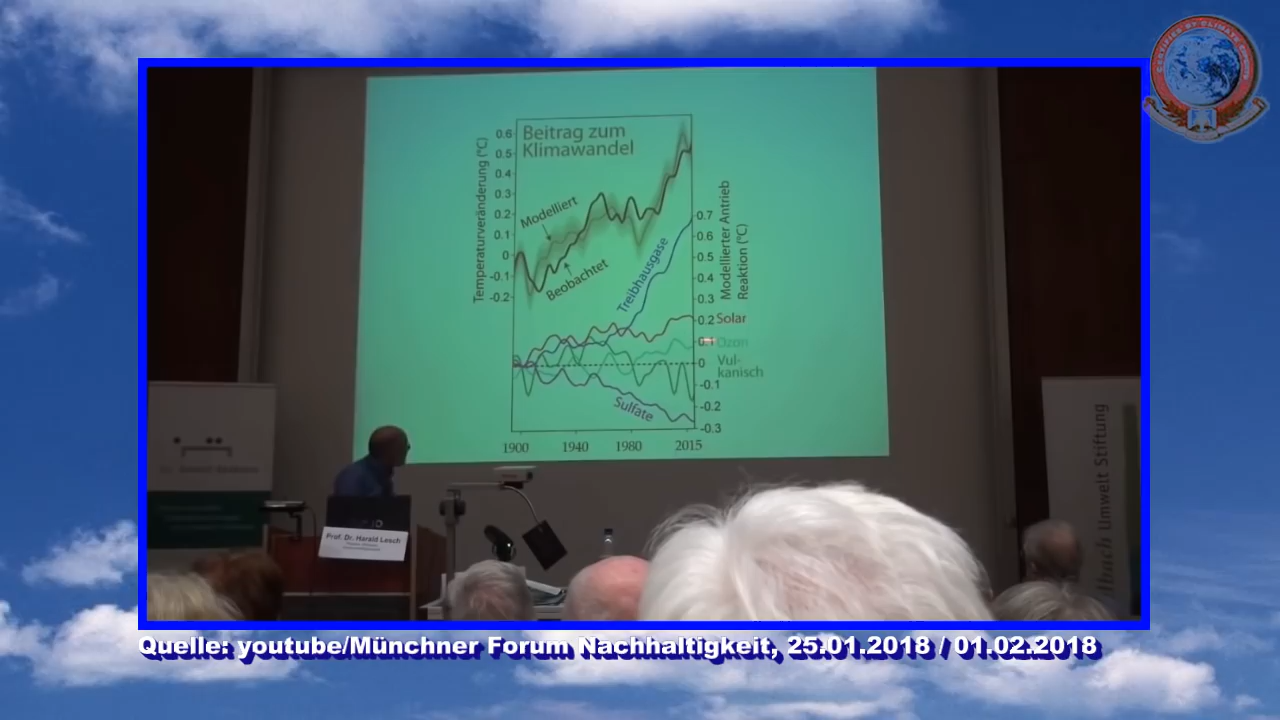 CERTIFIED BY CLIMATE
Beitrag zum
Klimawandel
Temperaturveränderung (°C)
0.6
0.5
0.4
0.3
0.2
0.1
0
-0.1
-0.2
Modelliert
Beobachtet
Treibhausgase
Sulfate
0.7
0.6
0.5
0.4
0.3
0.2
0.1
0
-0.1
-0.2
-0.3
Modellierter Antrieb
Reaktion (°C)
Solar
Ozon
Vul-
kanisch
1900 1940 1980 2015
Prof. Dr. Harald Lesch
Umwelt Stiftung
Quelle: youtube/Münchner Forum Nachhaltigkeit, 25.01.2018 / 01.02.2018